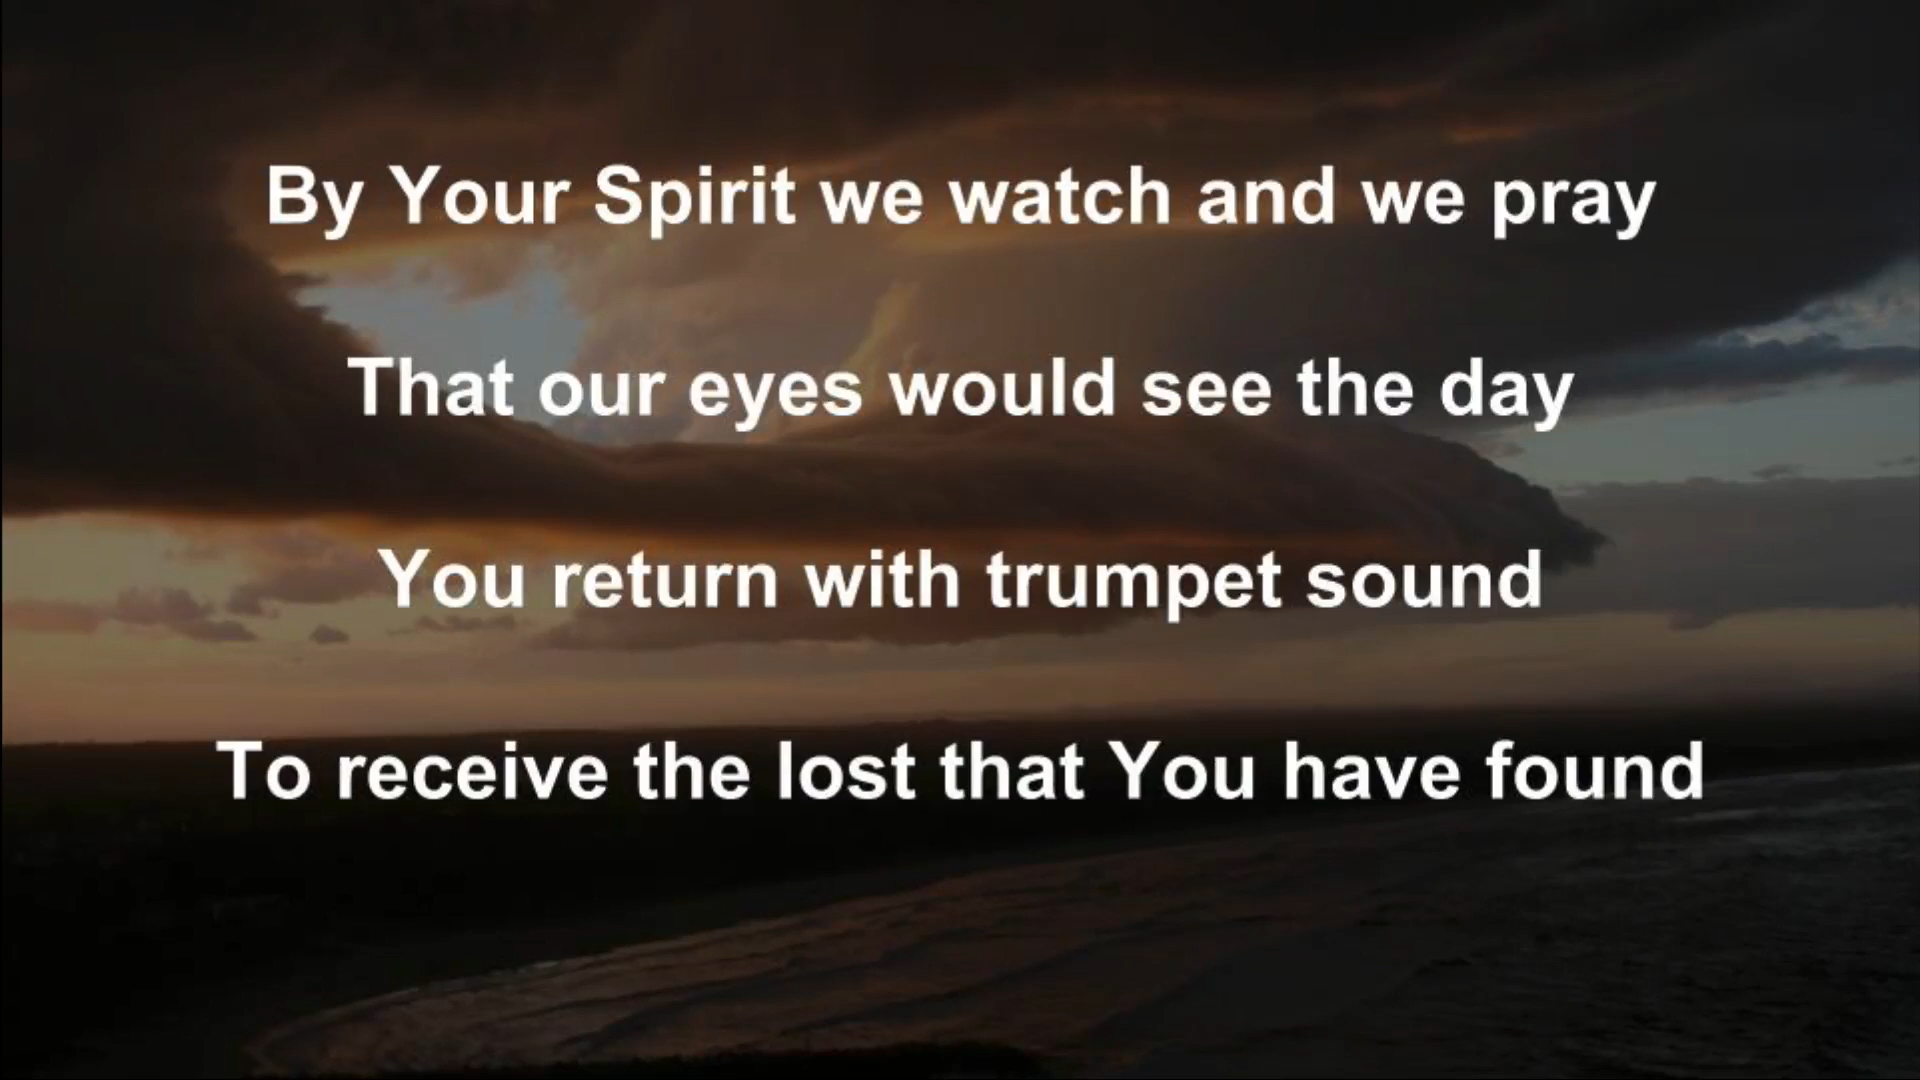 By Your Spirit we watch and we pray
That our eyes would see the day
You return with trumpet sound
To receive the lost that You have found